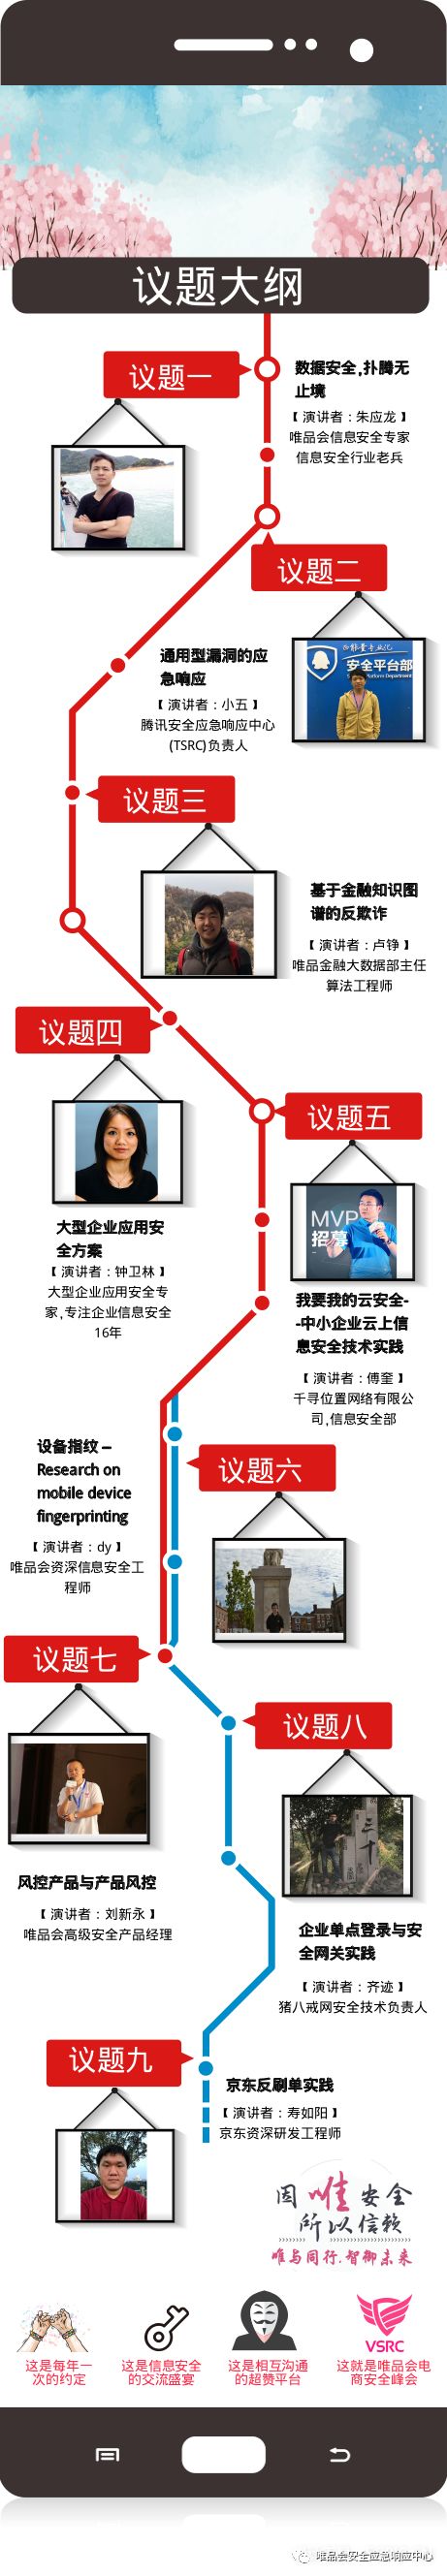 议题大纲
议题一
数据安全,扑腾无
止境
【 演讲者：朱应龙 】
唯品会信息安全专家
信息安全行业老兵
议题二
安全平台部
通用型漏洞的应
急响应
【 演讲者：小五 】
腾讯安全应急响应中心
(TSRC)负责人
议题三
基于金融知识图
谱的反欺诈
【 演讲者：卢铮 】
唯品金融大数据部主任
算法工程师
议题四
大型企业应用安
全方案
【 演讲者：钟卫林 】
大型企业应用安全专
家,专注企业信息安全
16年
议题五
MVP
招募
我要我的云安全-
-中小企业云上信
息安全技术实践
【 演讲者：傅奎 】
千寻位置网络有限公
司,信息安全部
议题六
设备指纹 –
Research on
mobile device
fingerprinting
【 演讲者：dy 】
唯品会资深信息安全工
程师
议题七
风控产品与产品风控
【 演讲者：刘新永 】
唯品会高级安全产品经理
议题八
三千
企业单点登录与安
全网关实践
【 演讲者：齐迹 】
猪八戒网安全技术负责人
议题九
京东反刷单实践
【 演讲者：寿如阳 】
京东资深研发工程师
因唯安全
所以信赖
唯与同行.智御未来
VSRC
这是每年一
次的约定
这是信息安全
的交流盛宴
这是相互沟通
的超赞平台
这就是唯品会电
商安全峰会
唯品会安全应急响应中心